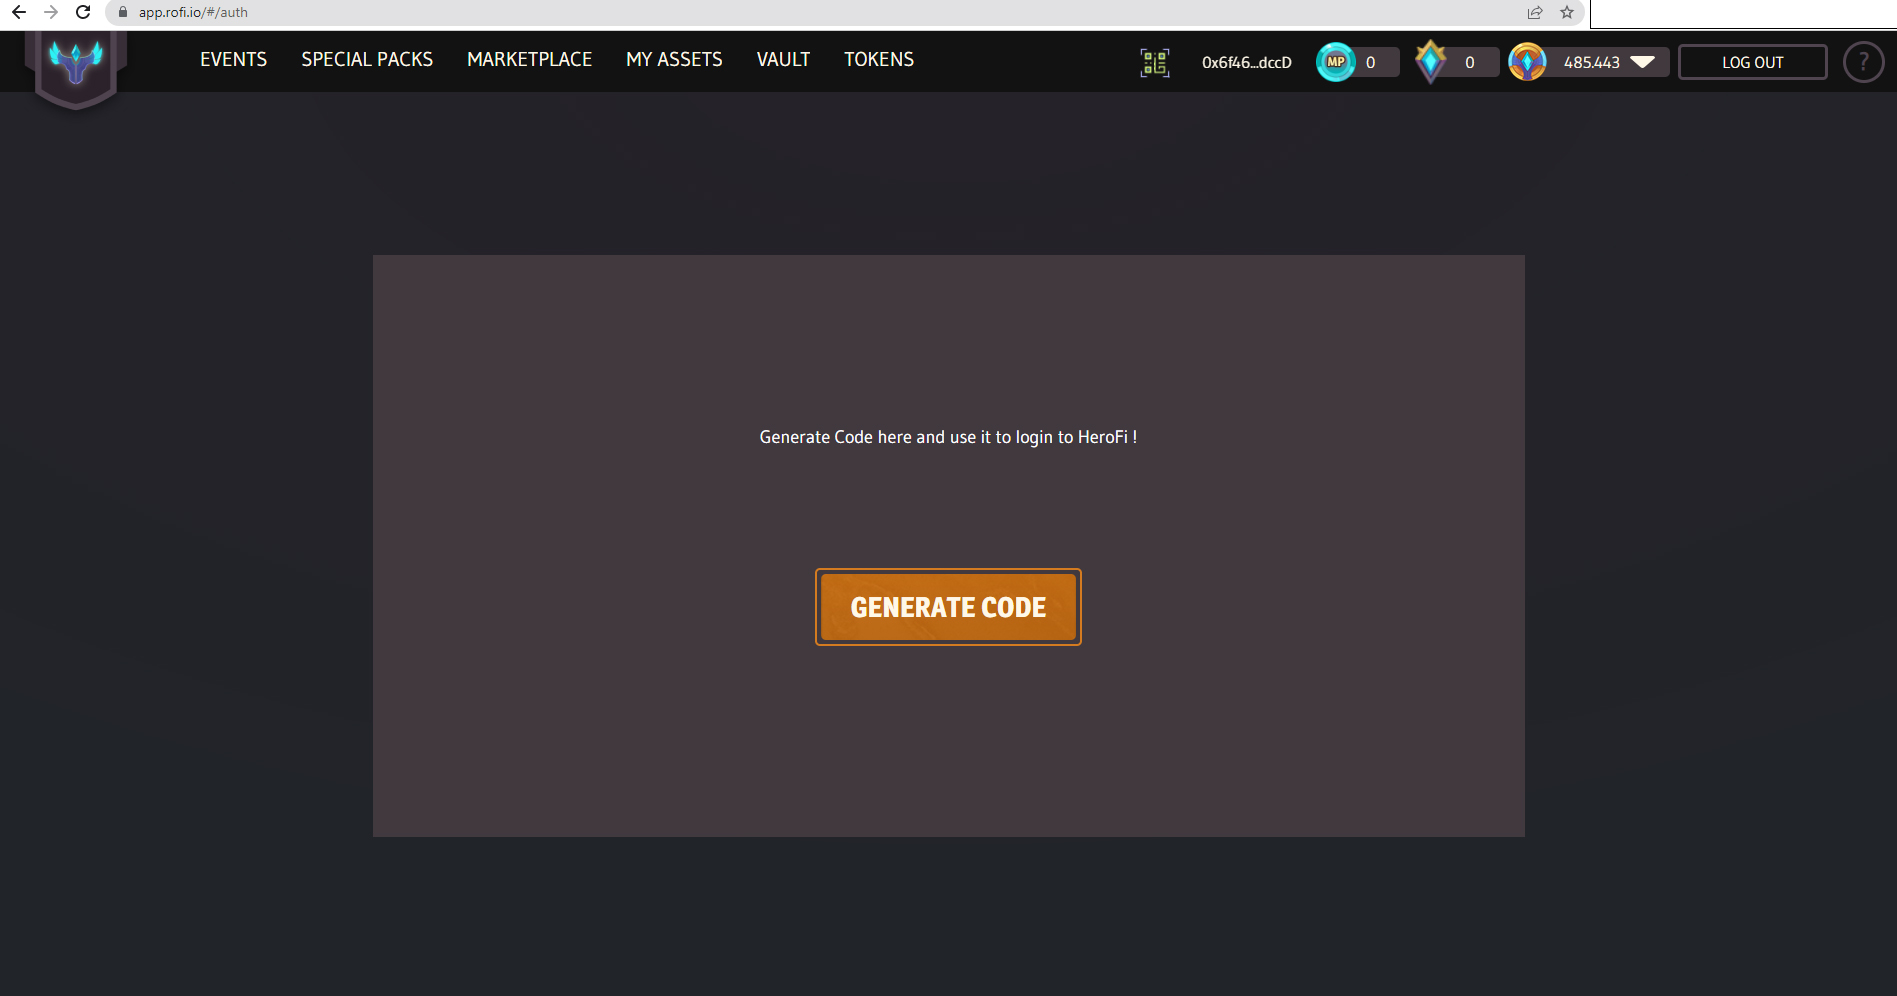 app.rofi.io/#/auth
EVENTS SPECIAL PACKS MARKETPLACE MY ASSETS VAULT TOKENS 0x6f46...dccD MP 0 0 485.443 LOG OUT ?
Generate Code here and use it to login to HeroFi !
GENERATE CODE